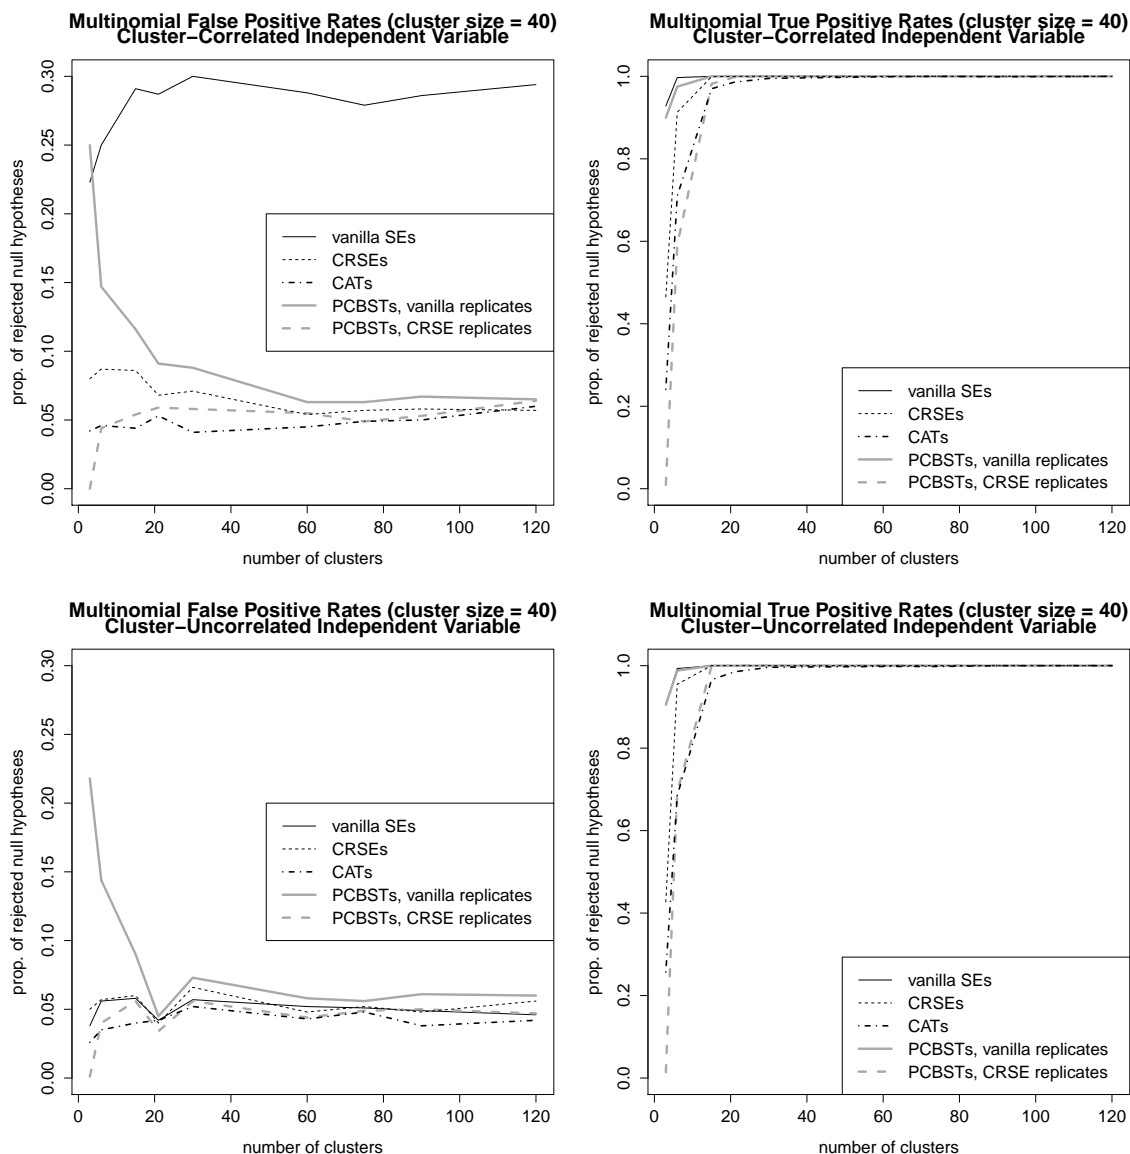 Multinomial False Positive Rates (cluster size = 40)
Cluster−Correlated Independent Variable
prop. of rejected null hypotheses
0.30
0.25
0.20
0.15
0.10
0.05
0.00
vanilla SEs
CRSEs
CATs
PCBSTs, vanilla replicates
PCBSTs, CRSE replicates
0 20 40 60 80 100 120
number of clusters
Multinomial True Positive Rates (cluster size = 40)
Cluster−Correlated Independent Variable
prop. of rejected null hypotheses
1.0
0.8
0.6
0.4
0.2
0.0
vanilla SEs
CRSEs
CATs
PCBSTs, vanilla replicates
PCBSTs, CRSE replicates
0 20 40 60 80 100 120
number of clusters
Multinomial False Positive Rates (cluster size = 40)
Cluster−Uncorrelated Independent Variable
prop. of rejected null hypotheses
0.30
0.25
0.20
0.15
0.10
0.05
0.00
vanilla SEs
CRSEs
CATs
PCBSTs, vanilla replicates
PCBSTs, CRSE replicates
0 20 40 60 80 100 120
number of clusters
Multinomial True Positive Rates (cluster size = 40)
Cluster−Uncorrelated Independent Variable
prop. of rejected null hypotheses
1.0
0.8
0.6
0.4
0.2
0.0
vanilla SEs
CRSEs
CATs
PCBSTs, vanilla replicates
PCBSTs, CRSE replicates
0 20 40 60 80 100 120
number of clusters